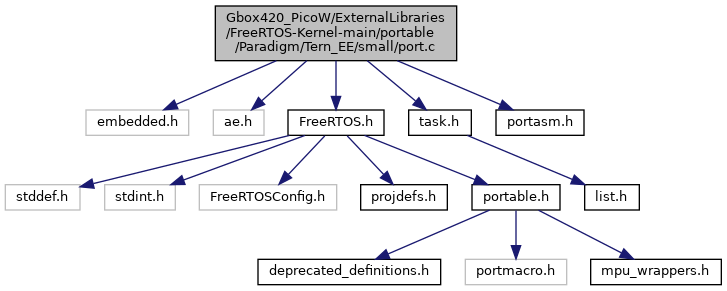 Gbox420_PicoW/ExternalLibraries
/FreeRTOS-Kernel-main/portable
/Paradigm/Tern_EE/small/port.c
embedded.h
ae.h
FreeRTOS.h
task.h
portasm.h
stddef.h
stdint.h
FreeRTOSConfig.h
projdefs.h
portable.h
list.h
deprecated_definitions.h
portmacro.h
mpu_wrappers.h